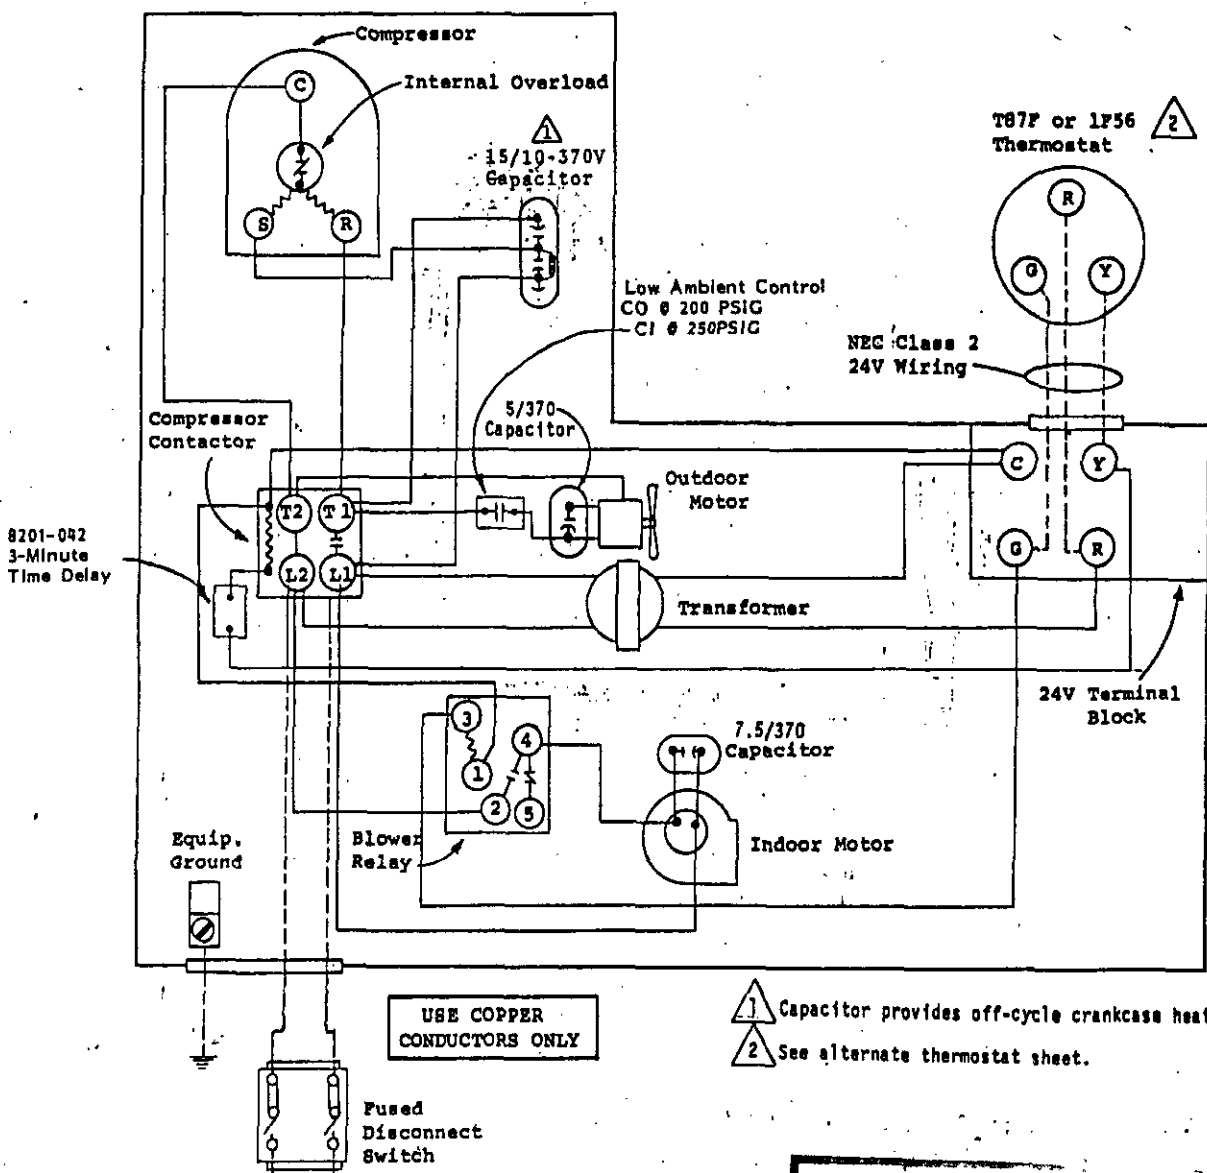 Compressor
C
Internal Overload
S
R
1
15/10-370V
Capacitor
T87F or 1F56
Thermostat
2
R
G
Y
Low Ambient Control
CO @ 200 PSIG
CI @ 250PSIG
NEC Class 2
24V Wiring
5/370
Capacitor
Compressor
Contactor
Outdoor
Motor
C
Y
8201-042
3-Minute
Time Delay
T2
T1
L2
L1
G
R
Transformer
24V Terminal
Block
3
4
1
2
5
7.5/370
Capacitor
Equip.
Ground
Blower
Relay
Indoor Motor
USE COPPER
CONDUCTORS ONLY
1 Capacitor provides off-cycle crankcase heat
2 See alternate thermostat sheet.
Fused
Disconnect
Switch